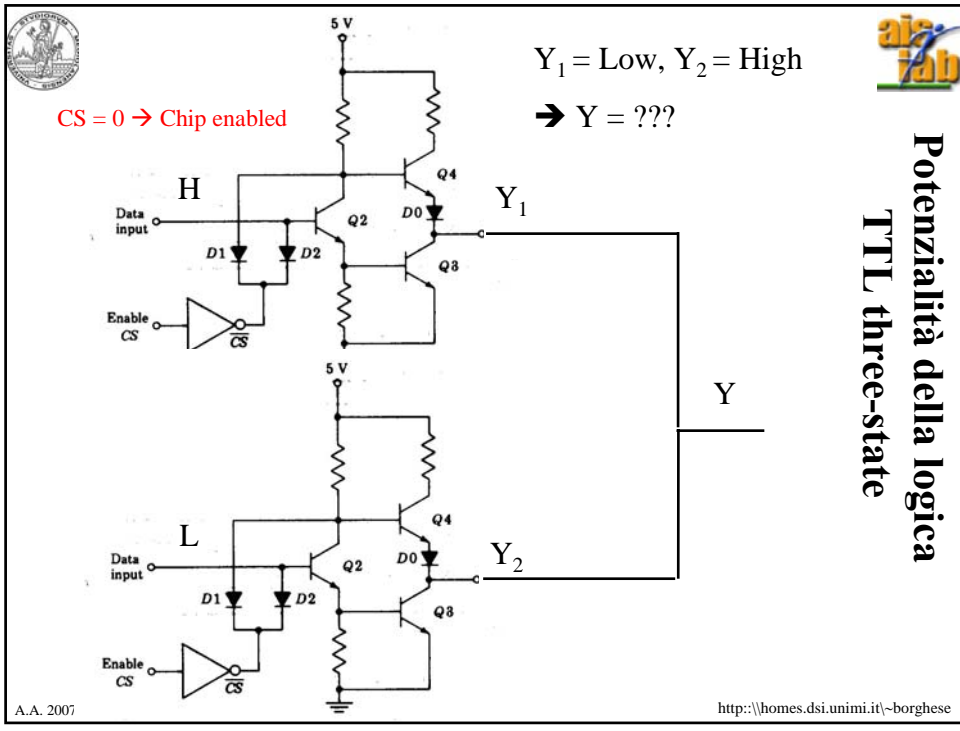 Potenzialità della logica
TTL three-state
CS = 0 → Chip enabled
Y1 = Low, Y2 = High
➔ Y = ???
5 V
H
Data
input
D1
D2
Q2
Q4
D0
Q3
Y1
Enable
CS
CS
5 V
L
Data
input
D1
D2
Q2
Q4
D0
Q3
Y2
Enable
CS
CS
Y
ais
lab
A.A. 2007
http:\\homes.dsi.unimi.it\~borghese